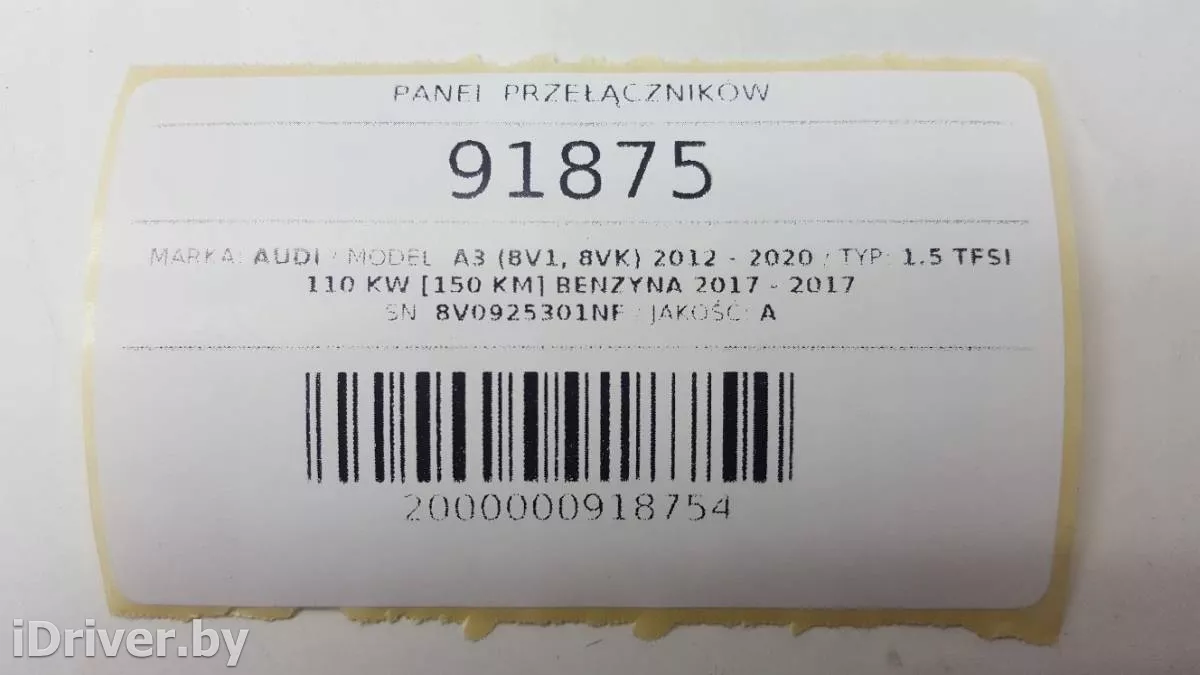 PANEL PRZEŁĄCZNIKÓW
91875
MARKA: AUDI / MODEL: A3 (8V1, 8VK) 2012 - 2020 / TYP: 1.5 TFSI
110 KW [150 KM] BENZYNA 2017 - 2017
SN: 8V0925301NF / JAKOŚĆ: A
2000000918754
iDriver.by